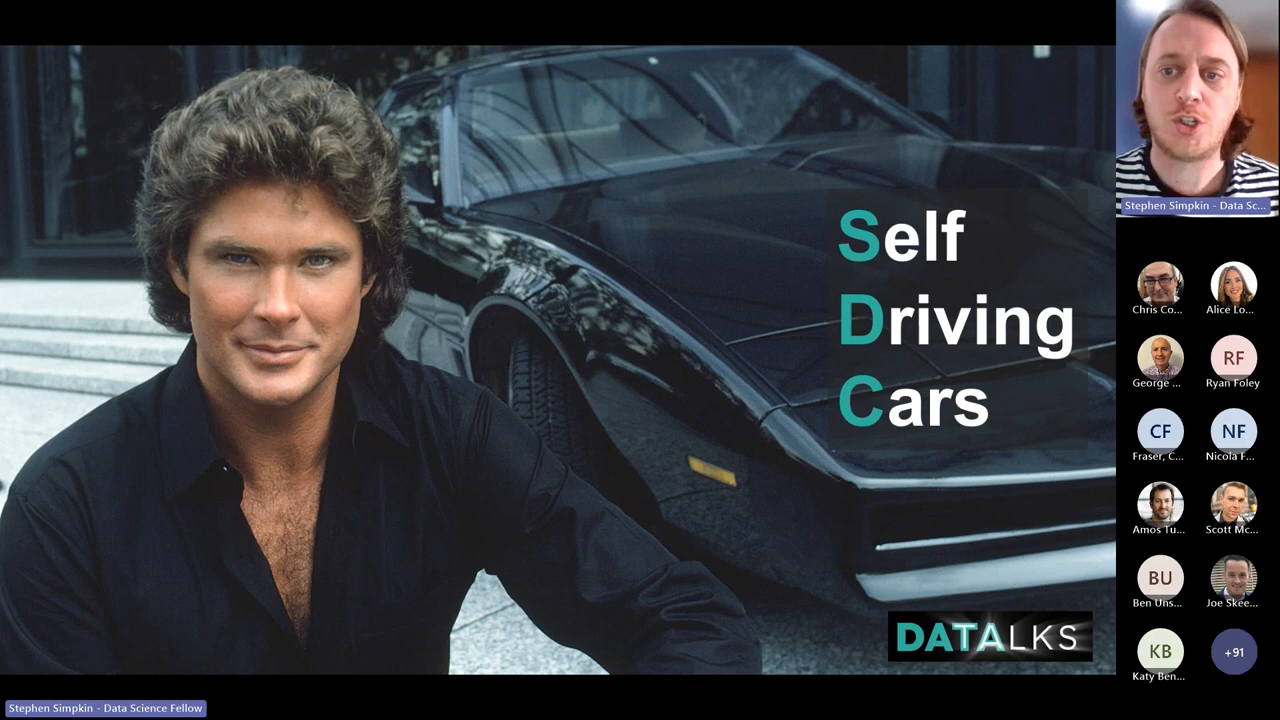 Self
Driving
Cars
DATALKS
Stephen Simpkin - Data Science Fellow
Stephen Simpkin - Data Sc...
Chris Co...
Alice Lo...
George ...
RF
Ryan Foley
CF
Fraser, C...
NF
Nicola F...
Amos Tu...
Scott Mc...
BU
Ben Uns...
Joe Skee...
KB
Katy Ben...
+91